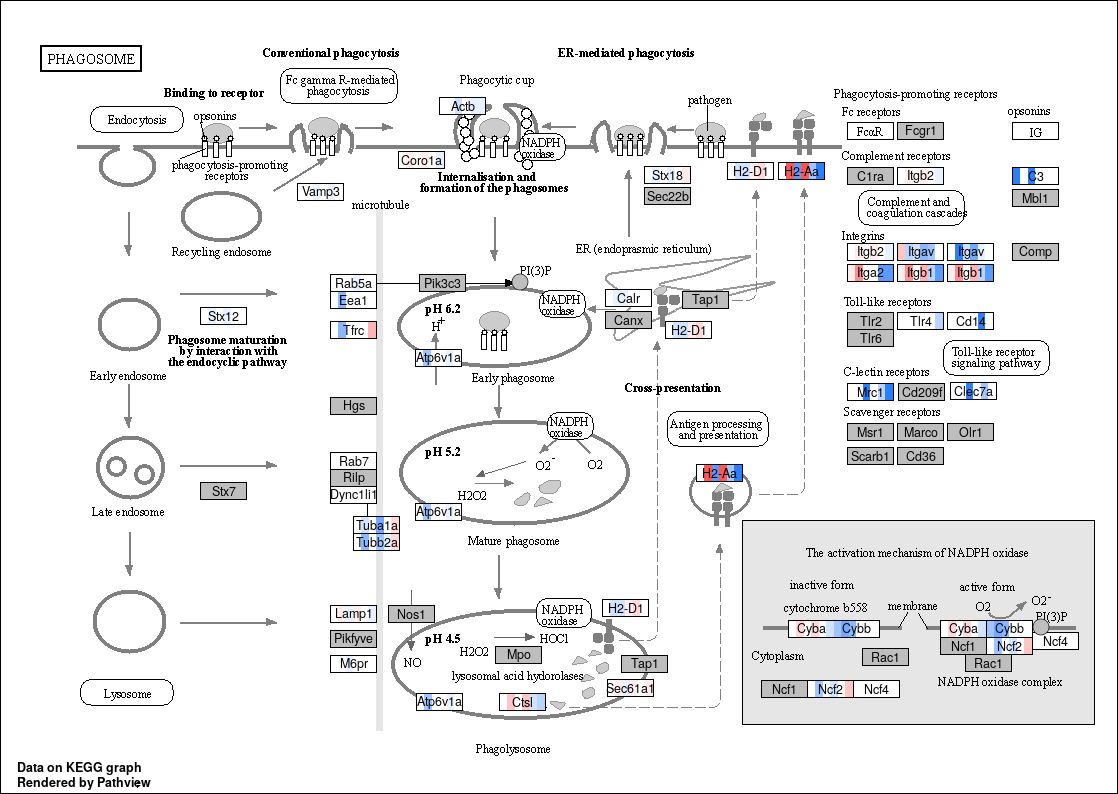 PHAGOSOME
Conventional phagocytosis
ER-mediated phagocytosis
Fc gamma R-mediated
phagocytosis
Phagocytic cup
Binding to receptor
Endocytosis
opsonins
Actb
NADPH
oxidase
pathogen
Phagocytosis-promoting receptors
Fc receptors
opsonins
FcαR
Fcgr1
IG
phagocytosis-promoting
receptors
Coro1a
Internalisation and
formation of the phagosomes
Vamp3
microtubule
Recycling endosome
Stx18
Sec22b
H2-D1
H2-Aa
Complement receptors
C1ra
Itgb2
C3
Mbl1
Complement and
coagulation cascades
Integrins
Itgb2
Itgav
Itgav
Comp
Itga2
Itgb1
Itgb1
ER (endoprasmic reticulum)
Rab5a
Pik3c3
PI(3)P
Eea1
Stx12
Tfrc
pH 6.2
H+
NADPH
oxidase
Calr
Canx
Tap1
H2-D1
Atp6v1a
Early phagosome
Phagosome maturation
by interaction with
the endocyclic pathway
Early endosome
Toll-like receptors
Tlr2
Tlr4
Cd14
Tlr6
Toll-like receptor
signaling pathway
C-lectin receptors
Mrc1
Cd209f
Clec7a
Scavenger receptors
Msr1
Marco
Olr1
Scarb1
Cd36
Cross-presentation
Antigen processing
and presentation
H2-Aa
Hgs
pH 5.2
NADPH
oxidase
O2-
O2
H2O2
Atp6v1a
Mature phagosome
Rab7
Rilp
Dync1li1
Tuba1a
Tubb2a
Stx7
Late endosome
Lamp1
Nos1
Pikfyve
M6pr
Lysosome
pH 4.5
NADPH
oxidase
H2-D1
H2O2
HOCl
Mpo
NO
lysosomal acid hydorolases
Tap1
Sec61a1
Atp6v1a
Ctsl
Phagolysosome
The activation mechanism of NADPH oxidase
inactive form
active form
cytochrome b558
membrane
O2
O2-
PI(3)P
Cyba
Cybb
Cyba
Cybb
Ncf1
Ncf2
Ncf4
Rac1
Cytoplasm
Rac1
NADPH oxidase complex
Ncf1
Ncf2
Ncf4
Data on KEGG graph
Rendered by Pathview